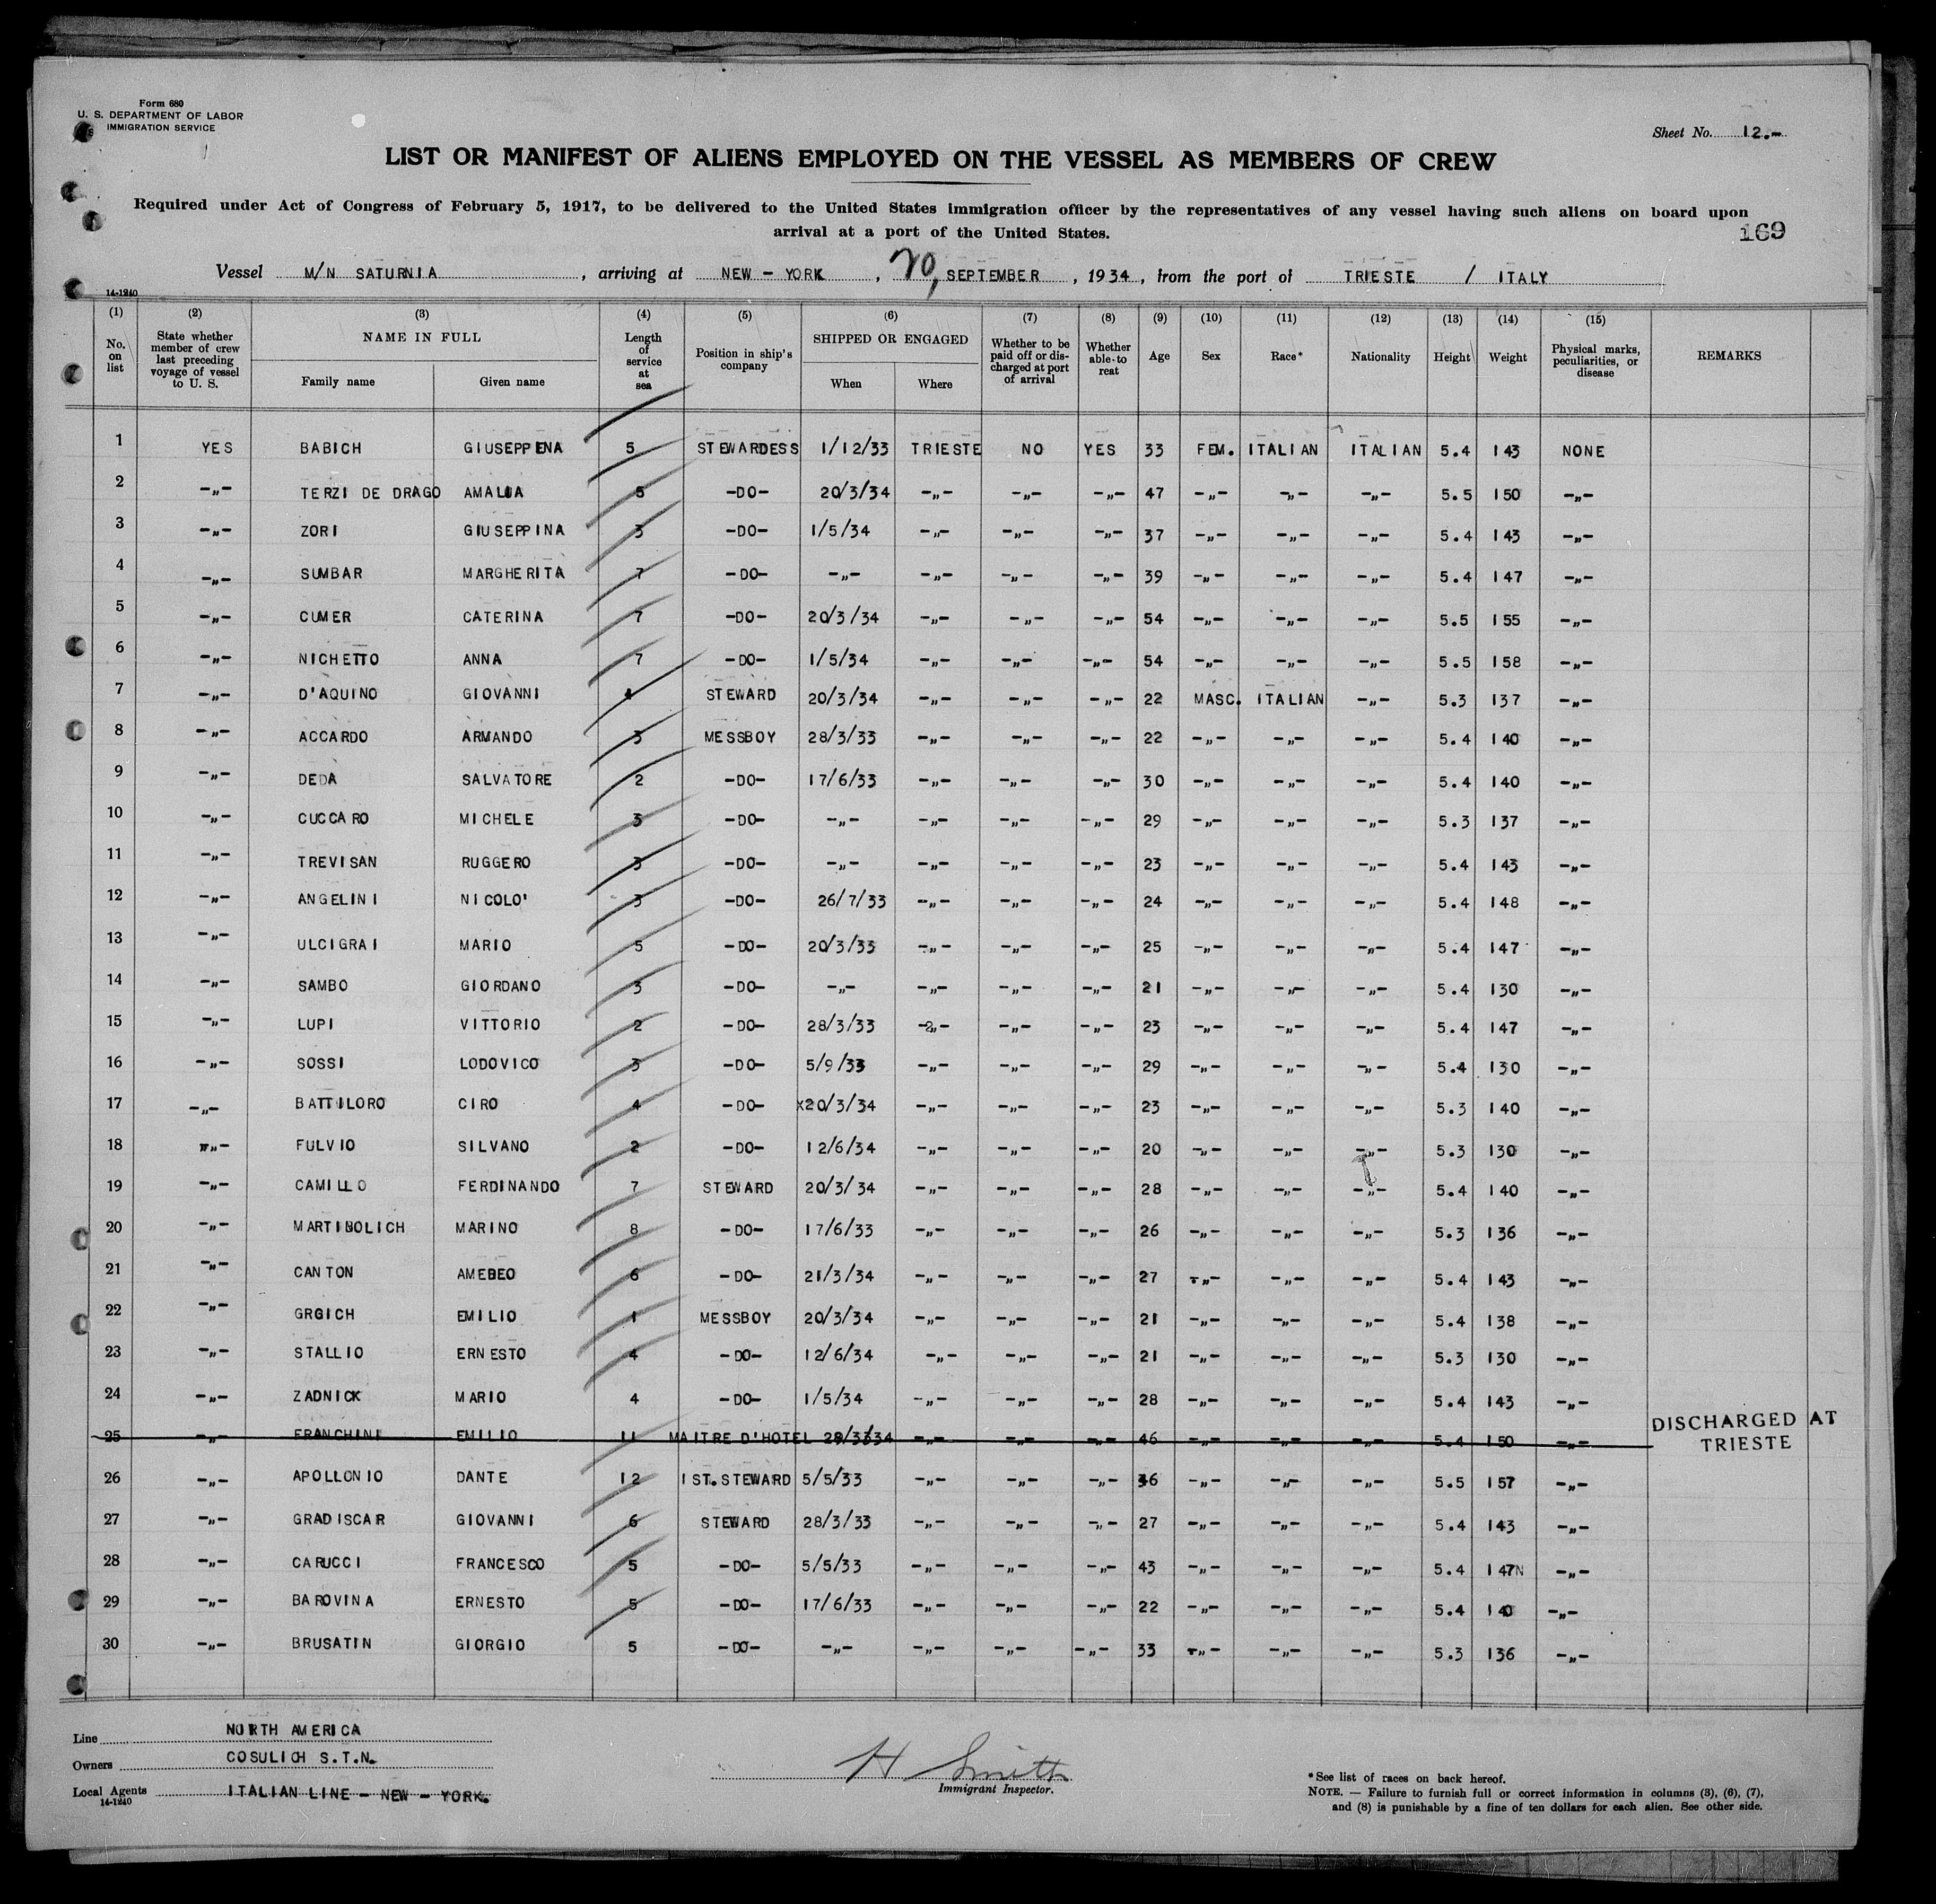 Form 680
U. S. DEPARTMENT OF LABOR
IMMIGRATION SERVICE
Sheet No. 12.-
LIST OR MANIFEST OF ALIENS EMPLOYED ON THE VESSEL AS MEMBERS OF CREW
Required under Act of Congress of February 5, 1917, to be delivered to the United States immigration officer by the representatives of any vessel having such aliens on board upon
arrival at a port of the United States.
169
Vessel M/N SATURNIA, arriving at NEW - YORK, 20, SEPTEMBER, 1934, from the port of TRIESTE / ITALY
14-1240
(1) No. on list (2) State whether member of crew last preceding voyage of vessel to U. S. (3) NAME IN FULL Family name Given name (4) Length of service at sea (5) Position in ship's company (6) SHIPPED OR ENGAGED When Where (7) Whether to be paid off or discharged at port of arrival (8) Whether able to reat (9) Age (10) Sex (11) Race* (12) Nationality (13) Height (14) Weight (15) Physical marks, peculiarities, or disease REMARKS
1 YES BABICH GIUSEPPENA 5 STEWARDESS 1/12/33 TRIESTE NO YES 33 FEM. ITALIAN ITALIAN 5.4 143 NONE
2 -"- TERZI DE DRAGO AMALIA 5 -DO- 20/3/34 -"- -"- -"- 47 -"- -"- -"- 5.5 150 -"-
3 -"- ZORI GIUSEPPINA 3 -DO- 1/5/34 -"- -"- -"- 37 -"- -"- -"- 5.4 143 -"-
4 -"- SUMBAR MARGHERITA 7 -DO- -"- -"- -"- -"- 39 -"- -"- -"- 5.4 147 -"-
5 -"- CUMER CATERINA 7 -DO- 20/3/34 -"- -"- -"- 54 -"- -"- -"- 5.5 155 -"-
6 -"- NICHETTO ANNA 7 -DO- 1/5/34 -"- -"- -"- 54 -"- -"- -"- 5.5 158 -"-
7 -"- D'AQUINO GIOVANNI 4 STEWARD 20/3/34 -"- -"- -"- 22 MASC. ITALIAN -"- 5.3 137 -"-
8 -"- ACCARDO ARMANDO 3 MESSBOY 28/3/33 -"- -"- -"- 22 -"- -"- -"- 5.4 140 -"-
9 -"- DEDA SALVATORE 2 -DO- 17/6/33 -"- -"- -"- 30 -"- -"- -"- 5.4 140 -"-
10 -"- CUCCARO MICHELE 3 -DO- -"- -"- -"- -"- 29 -"- -"- -"- 5.3 137 -"-
11 -"- TREVISAN RUGGERO 3 -DO- -"- -"- -"- -"- 23 -"- -"- -"- 5.4 143 -"-
12 -"- ANGELINI NICOLO' 3 -DO- 26/7/33 -"- -"- -"- 24 -"- -"- -"- 5.4 148 -"-
13 -"- ULCIGRAI MARIO 5 -DO- 20/3/33 -"- -"- -"- 25 -"- -"- -"- 5.4 147 -"-
14 -"- SAMBO GIORDANO 3 -DO- -"- -"- -"- -"- 21 -"- -"- -"- 5.4 130 -"-
15 -"- LUPI VITTORIO 2 -DO- 28/3/33 -"- -"- -"- 23 -"- -"- -"- 5.4 147 -"-
16 -"- SOSSI LODOVICO 3 -DO- 5/9/33 -"- -"- -"- 29 -"- -"- -"- 5.4 130 -"-
17 -"- BATTILORO CIRO 4 -DO- x20/3/34 -"- -"- -"- 23 -"- -"- -"- 5.3 140 -"-
18 -"- FULVIO SILVANO 2 -DO- 12/6/34 -"- -"- -"- 20 -"- -"- -"- 5.3 130 -"-
19 -"- CAMILLO FERDINANDO 7 STEWARD 20/3/34 -"- -"- -"- 28 -"- -"- -"- 5.4 140 -"-
20 -"- MARTINOLICH MARINO 8 -DO- 17/6/33 -"- -"- -"- 26 -"- -"- -"- 5.3 136 -"-
21 -"- CANTON AMEDEO 6 -DO- 21/3/34 -"- -"- -"- 27 -"- -"- -"- 5.4 143 -"-
22 -"- GRGICH EMILIO 1 MESSBOY 20/3/34 -"- -"- -"- 21 -"- -"- -"- 5.4 138 -"-
23 -"- STALLIO ERNESTO 4 -DO- 12/6/34 -"- -"- -"- 21 -"- -"- -"- 5.3 130 -"-
24 -"- ZADNICK MARIO 4 -DO- 1/5/34 -"- -"- -"- 28 -"- -"- -"- 5.4 143 -"-
25 -"- FRANCHINI EMILIO 11 MAITRE D'HOTEL 28/3/34 -"- -"- -"- 46 -"- -"- -"- 5.4 150 -"- DISCHARGED AT
TRIESTE
26 -"- APOLLONIO DANTE 12 1ST.STEWARD 5/5/33 -"- -"- -"- 36 -"- -"- -"- 5.5 157 -"-
27 -"- GRADISCAR GIOVANNI 6 STEWARD 28/3/33 -"- -"- -"- 27 -"- -"- -"- 5.4 143 -"-
28 -"- CARUCCI FRANCESCO 5 -DO- 5/5/33 -"- -"- -"- 43 -"- -"- -"- 5.4 147 -"-
29 -"- BAROVINA ERNESTO 5 -DO- 17/6/33 -"- -"- -"- 22 -"- -"- -"- 5.4 140 -"-
30 -"- BRUSATIN GIORGIO 5 -DO- -"- -"- -"- -"- 33 -"- -"- -"- 5.3 136 -"-
Line NORTH AMERICA
Owners COSULICH S.T.N.
Local Agents ITALIAN LINE - NEW - YORK.
14-1240
H Smith
Immigrant Inspector.
*See list of races on back hereof.
NOTE. — Failure to furnish full or correct information in columns (3), (6), (7),
and (8) is punishable by a fine of ten dollars for each alien. See other side.